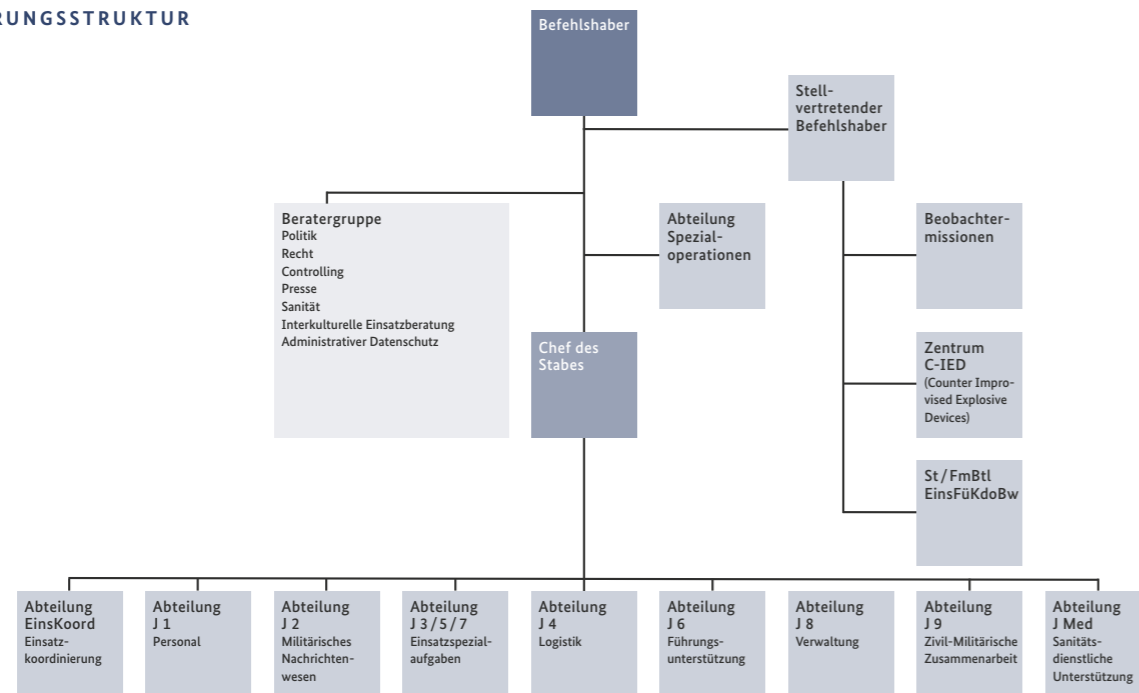 RUNGSSTRUKTUR
Befehlshaber
Stell-
vertretender
Befehlshaber
Beratergruppe
Politik
Recht
Controlling
Presse
Sanität
Interkulturelle Einsatzberatung
Administrativer Datenschutz
Abteilung
Spezial-
operationen
Beobachter-
missionen
Chef des
Stabes
Zentrum
C-IED
(Counter Impro-
vised Explosive
Devices)
St / FmBtl
EinsFüKdoBw
Abteilung
EinsKoord
Einsatz-
koordinierung
Abteilung
J 1
Personal
Abteilung
J 2
Militärisches
Nachrichten-
wesen
Abteilung
J 3 / 5 / 7
Einsatzspezial-
aufgaben
Abteilung
J 4
Logistik
Abteilung
J 6
Führungs-
unterstützung
Abteilung
J 8
Verwaltung
Abteilung
J 9
Zivil-Militärische
Zusammenarbeit
Abteilung
J Med
Sanitäts-
dienstliche
Unterstützung